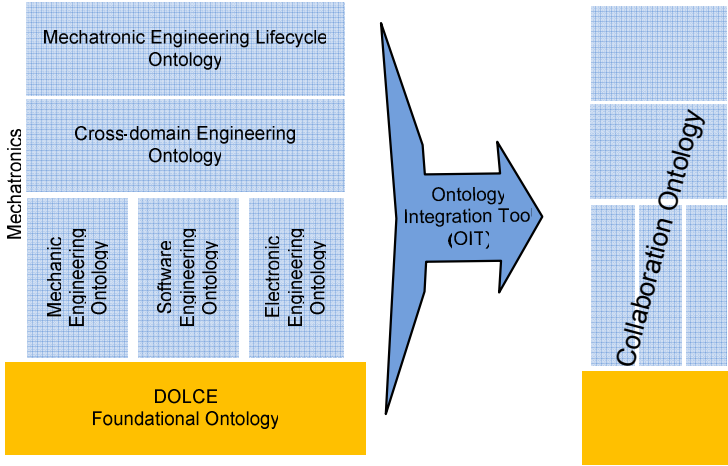 Mechatronic Engineering Lifecycle
Ontology
Cross-domain Engineering
Ontology
Mechatronics
Mechanic
Engineering
Ontology
Software
Engineering
Ontology
Electronic
Engineering
Ontology
DOLCE
Foundational Ontology
Ontology
Integration Tool
(OIT)
Collaboration Ontology